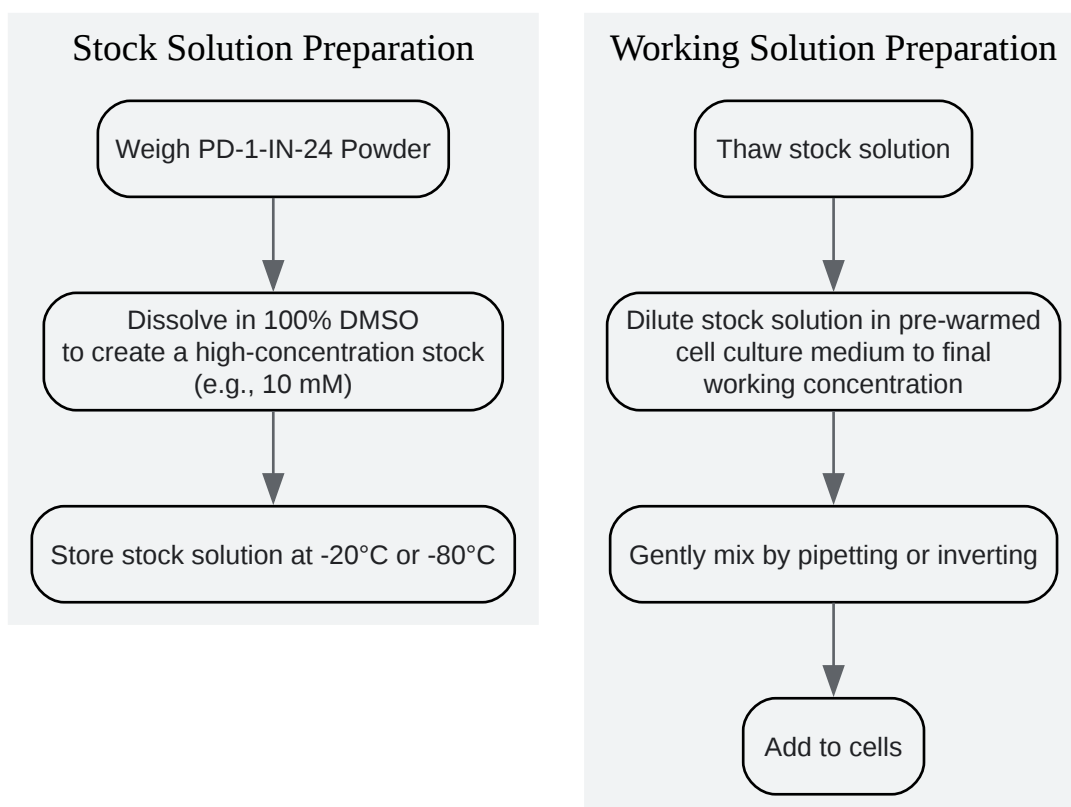 Stock Solution Preparation
Weigh PD-1-IN-24 Powder
Dissolve in 100% DMSO
to create a high-concentration stock
(e.g., 10 mM)
Store stock solution at -20°C or -80°C
Working Solution Preparation
Thaw stock solution
Dilute stock solution in pre-warmed
cell culture medium to final
working concentration
Gently mix by pipetting or inverting
Add to cells